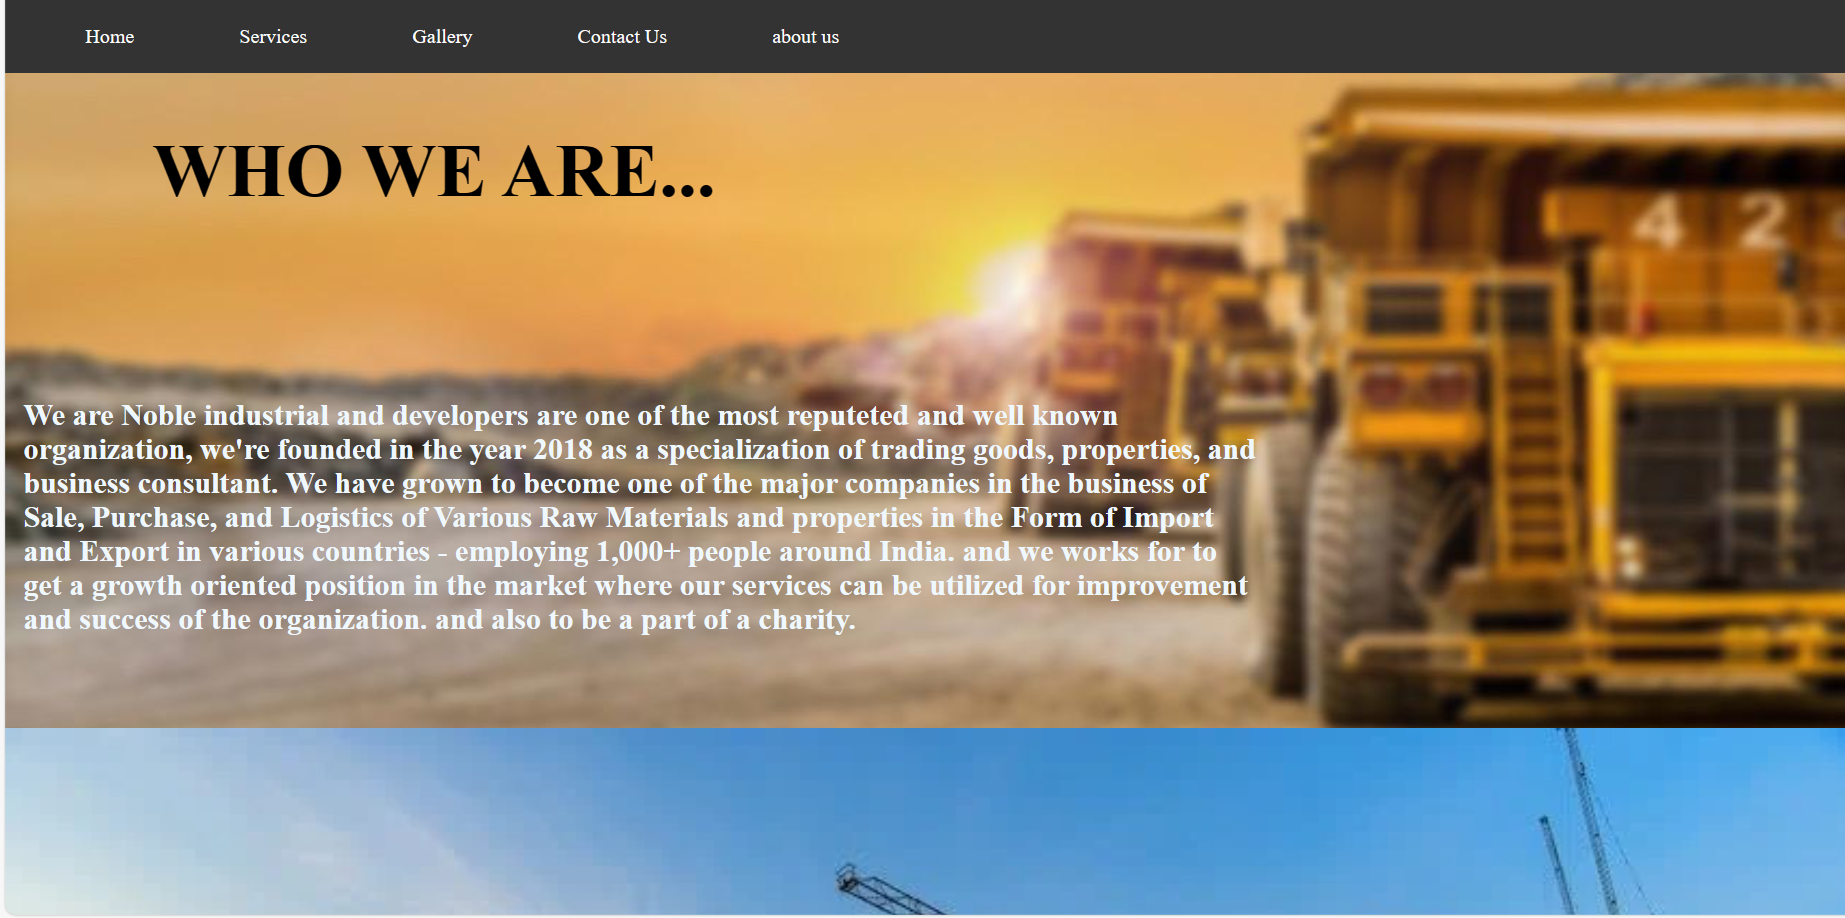 Home Services Gallery Contact Us about us
WHO WE ARE...
4 2
We are Noble industrial and developers are one of the most reputeted and well known
organization, we're founded in the year 2018 as a specialization of trading goods, properties, and
business consultant. We have grown to become one of the major companies in the business of
Sale, Purchase, and Logistics of Various Raw Materials and properties in the Form of Import
and Export in various countries - employing 1,000+ people around India. and we works for to
get a growth oriented position in the market where our services can be utilized for improvement
and success of the organization. and also to be a part of a charity.